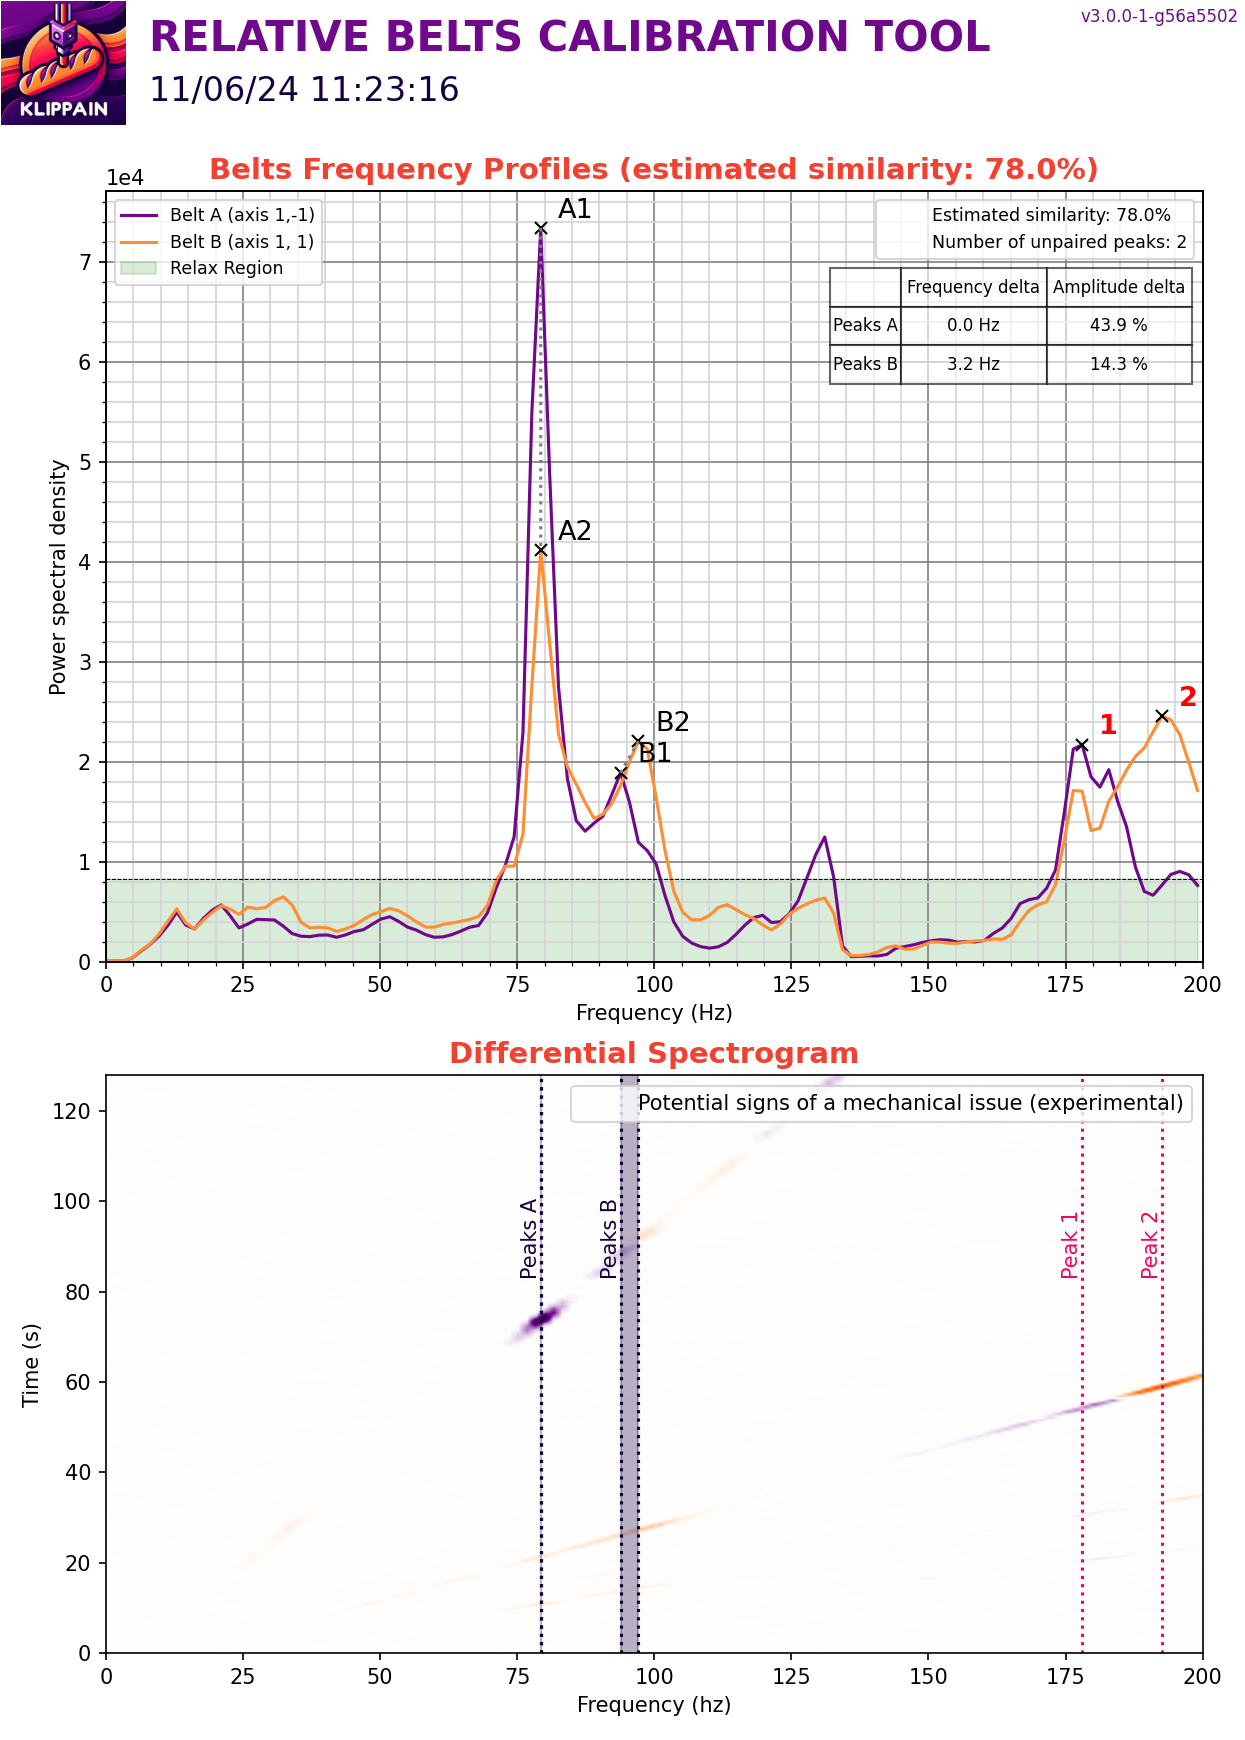 KLIPPAIN
RELATIVE BELTS CALIBRATION TOOL
v3.0.0-1-g56a5502
11/06/24 11:23:16
Belts Frequency Profiles (estimated similarity: 78.0%)
1e4
Belt A (axis 1,-1)
Belt B (axis 1, 1)
Relax Region
Estimated similarity: 78.0%
Number of unpaired peaks: 2
Frequency delta Amplitude delta
Peaks A 0.0 Hz 43.9 %
Peaks B 3.2 Hz 14.3 %
A1
A2
B2
B1
1
2
Power spectral density
7
6
5
4
3
2
1
0
0 25 50 75 100 125 150 175 200
Frequency (Hz)
Differential Spectrogram
Potential signs of a mechanical issue (experimental)
Peaks A
Peaks B
Peak 1
Peak 2
Time (s)
120
100
80
60
40
20
0
0 25 50 75 100 125 150 175 200
Frequency (hz)